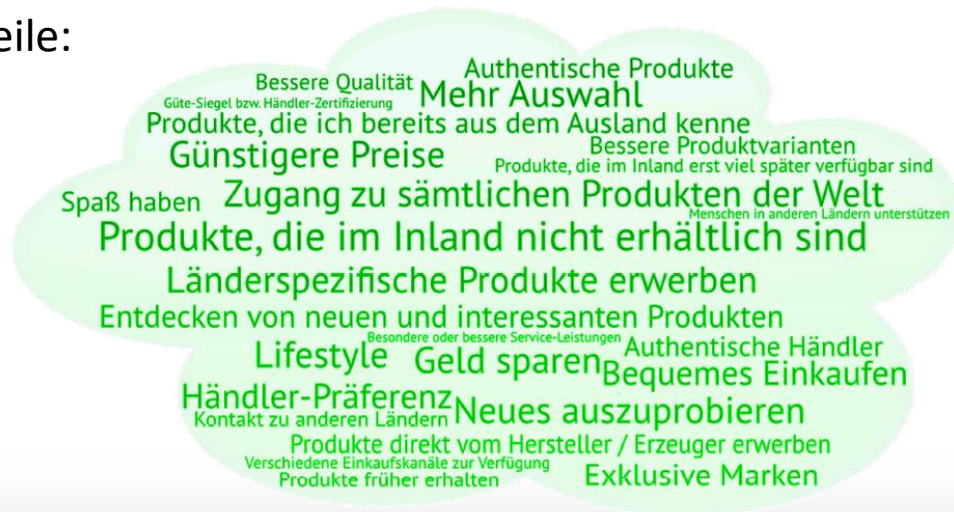 eile:
Authentische Produkte
Bessere Qualität
Mehr Auswahl
Güte-Siegel bzw. Händler-Zertifizierung
Produkte, die ich bereits aus dem Ausland kenne
Bessere Produktvarianten
Günstigere Preise
Produkte, die im Inland erst viel später verfügbar sind
Spaß haben
Zugang zu sämtlichen Produkten der Welt
Menschen in anderen Ländern unterstützen
Produkte, die im Inland nicht erhältlich sind
Länderspezifische Produkte erwerben
Entdecken von neuen und interessanten Produkten
Besondere oder bessere Service-Leistungen
Lifestyle
Geld sparen
Authentische Händler
Bequemes Einkaufen
Händler-Präferenz
Kontakt zu anderen Ländern
Neues auszuprobieren
Produkte direkt vom Hersteller / Erzeuger erwerben
Verschiedene Einkaufskanäle zur Verfügung
Produkte früher erhalten
Exklusive Marken